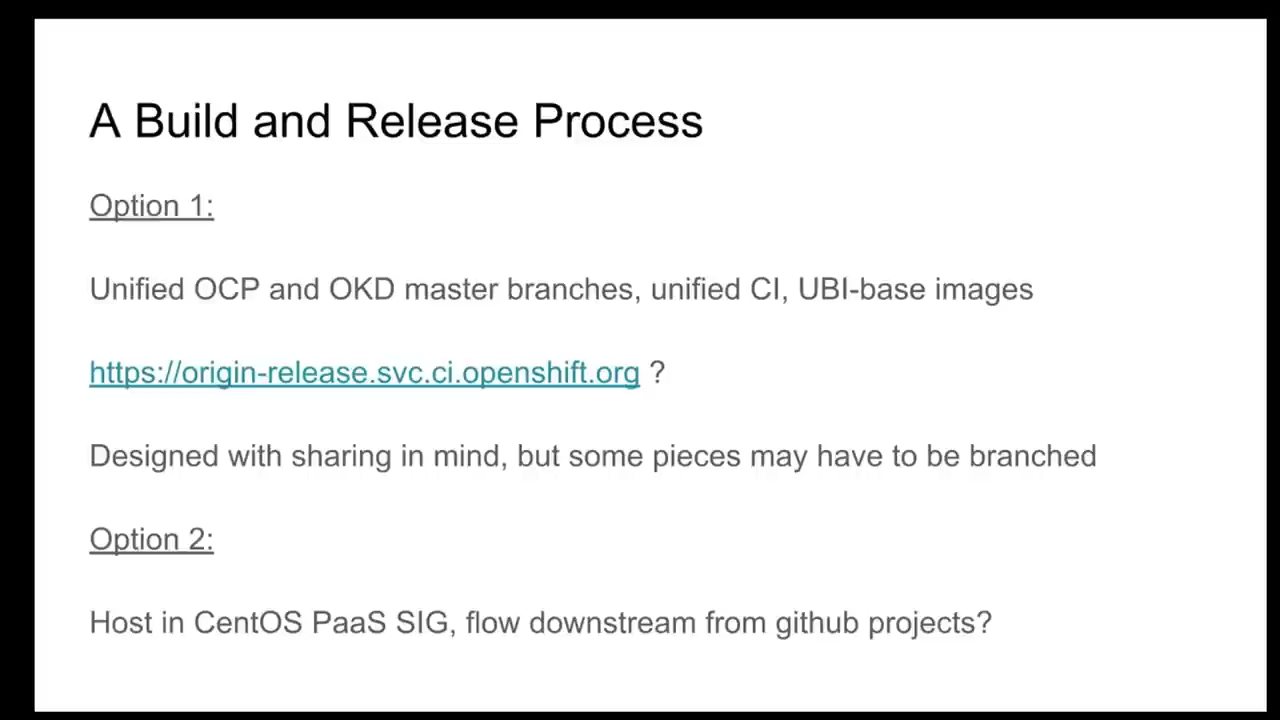 A Build and Release Process
Option 1:
Unified OCP and OKD master branches, unified CI, UBI-base images
https://origin-release.svc.ci.openshift.org ?
Designed with sharing in mind, but some pieces may have to be branched
Option 2:
Host in CentOS PaaS SIG, flow downstream from github projects?